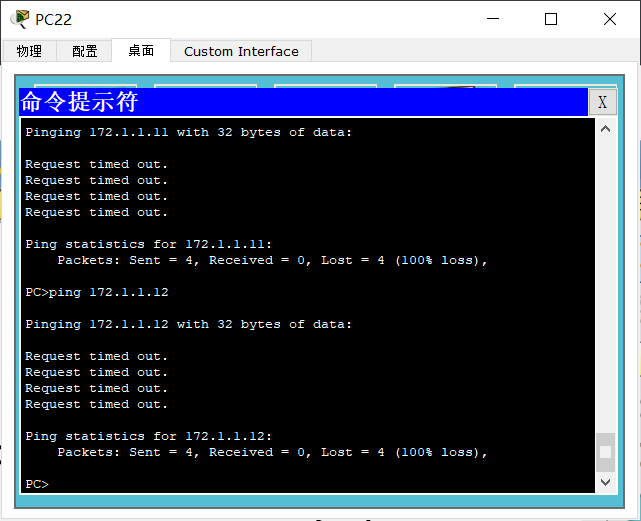 PC22
物理 配置 桌面 Custom Interface
命令提示符 X
Pinging 172.1.1.11 with 32 bytes of data:
Request timed out.
Request timed out.
Request timed out.
Request timed out.
Ping statistics for 172.1.1.11:
Packets: Sent = 4, Received = 0, Lost = 4 (100% loss),
PC>ping 172.1.1.12
Pinging 172.1.1.12 with 32 bytes of data:
Request timed out.
Request timed out.
Request timed out.
Request timed out.
Ping statistics for 172.1.1.12:
Packets: Sent = 4, Received = 0, Lost = 4 (100% loss),
PC>